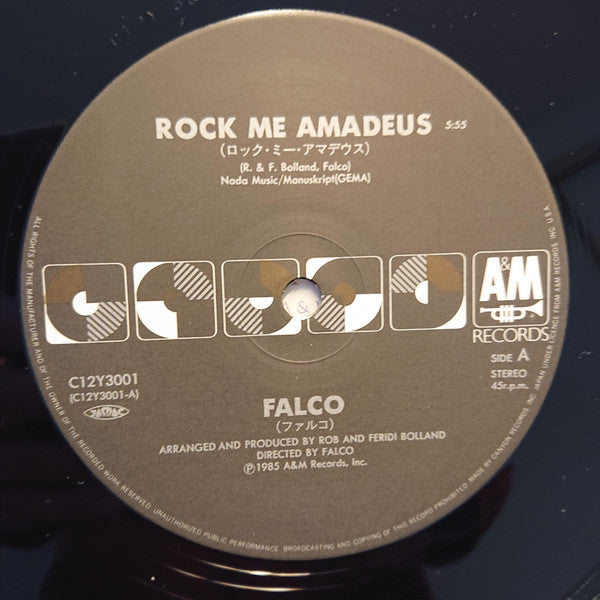 ROCK ME AMADEUS 5:55
(ロック・ミー・アマデウス)
(R. & F. Bolland, Falco)
Nada Music/Manuskript(GEMA)
&
A&M
RECORDS
SIDE A
STEREO
45r.p.m.
C12Y3001
(C12Y3001-A)
JASRAC
FALCO
(ファルコ)
ARRANGED AND PRODUCED BY ROB AND FERIDI BOLLAND
DIRECTED BY FALCO
Ⓟ1985 A&M Records, Inc.
ALL RIGHTS OF THE MANUFACTURER AND OF THE OWNER OF THE RECORDED WORK RESERVED. UNAUTHORIZED PUBLIC PERFORMANCE, BROADCASTING AND COPYING OF THIS RECORD PROHIBITED. MADE BY CANYON RECORDS, INC. JAPAN UNDER LICENCE FROM A&M RECORDS, INC. U.S.A.